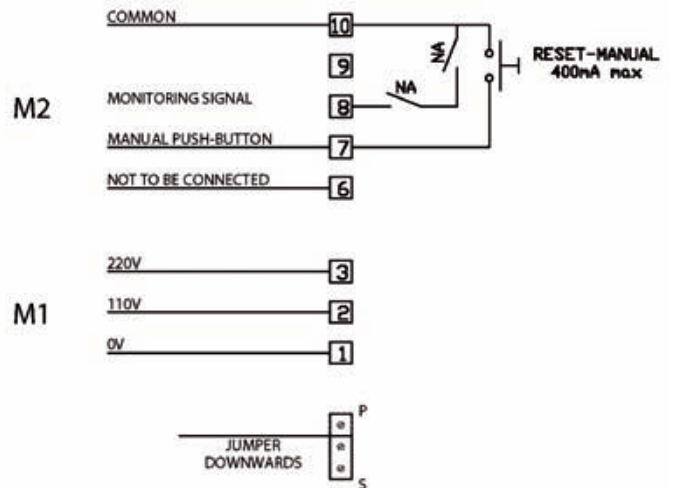 COMMON
10
NA
RESET-MANUAL
400mA max
9
M2
MONITORING SIGNAL
8
NA
MANUAL PUSH-BUTTON
7
NOT TO BE CONNECTED
6
220V
3
M1
110V
2
0V
1
P
JUMPER
DOWNWARDS
S